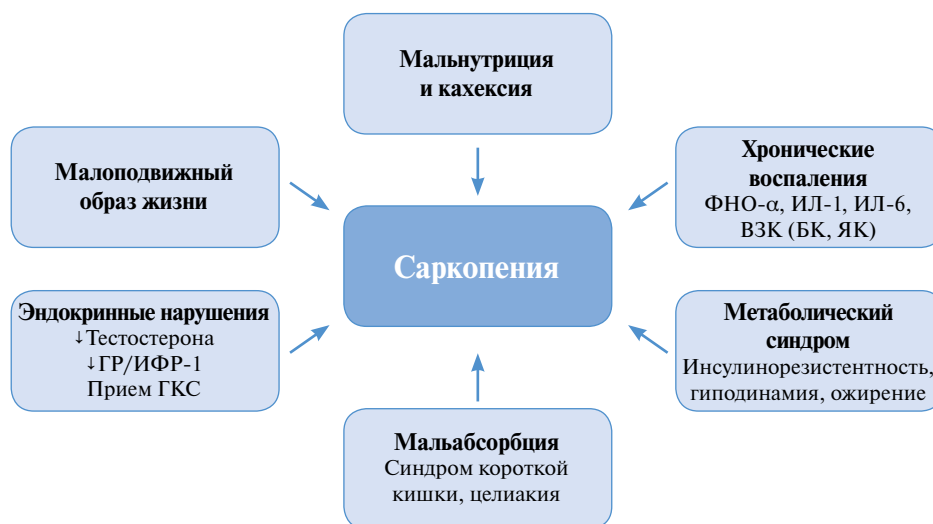 Мальнутриция
и кахексия
Малоподвижный
образ жизни
Хронические
воспаления
ФНО-α, ИЛ-1, ИЛ-6,
ВЗК (БК, ЯК)
Саркопения
Эндокринные нарушения
↓Тестостерона
↓ГР/ИФР-1
Прием ГКС
Метаболический
синдром
Инсулинорезистентность,
гиподинамия, ожирение
Мальабсорбция
Синдром короткой
кишки, целиакия